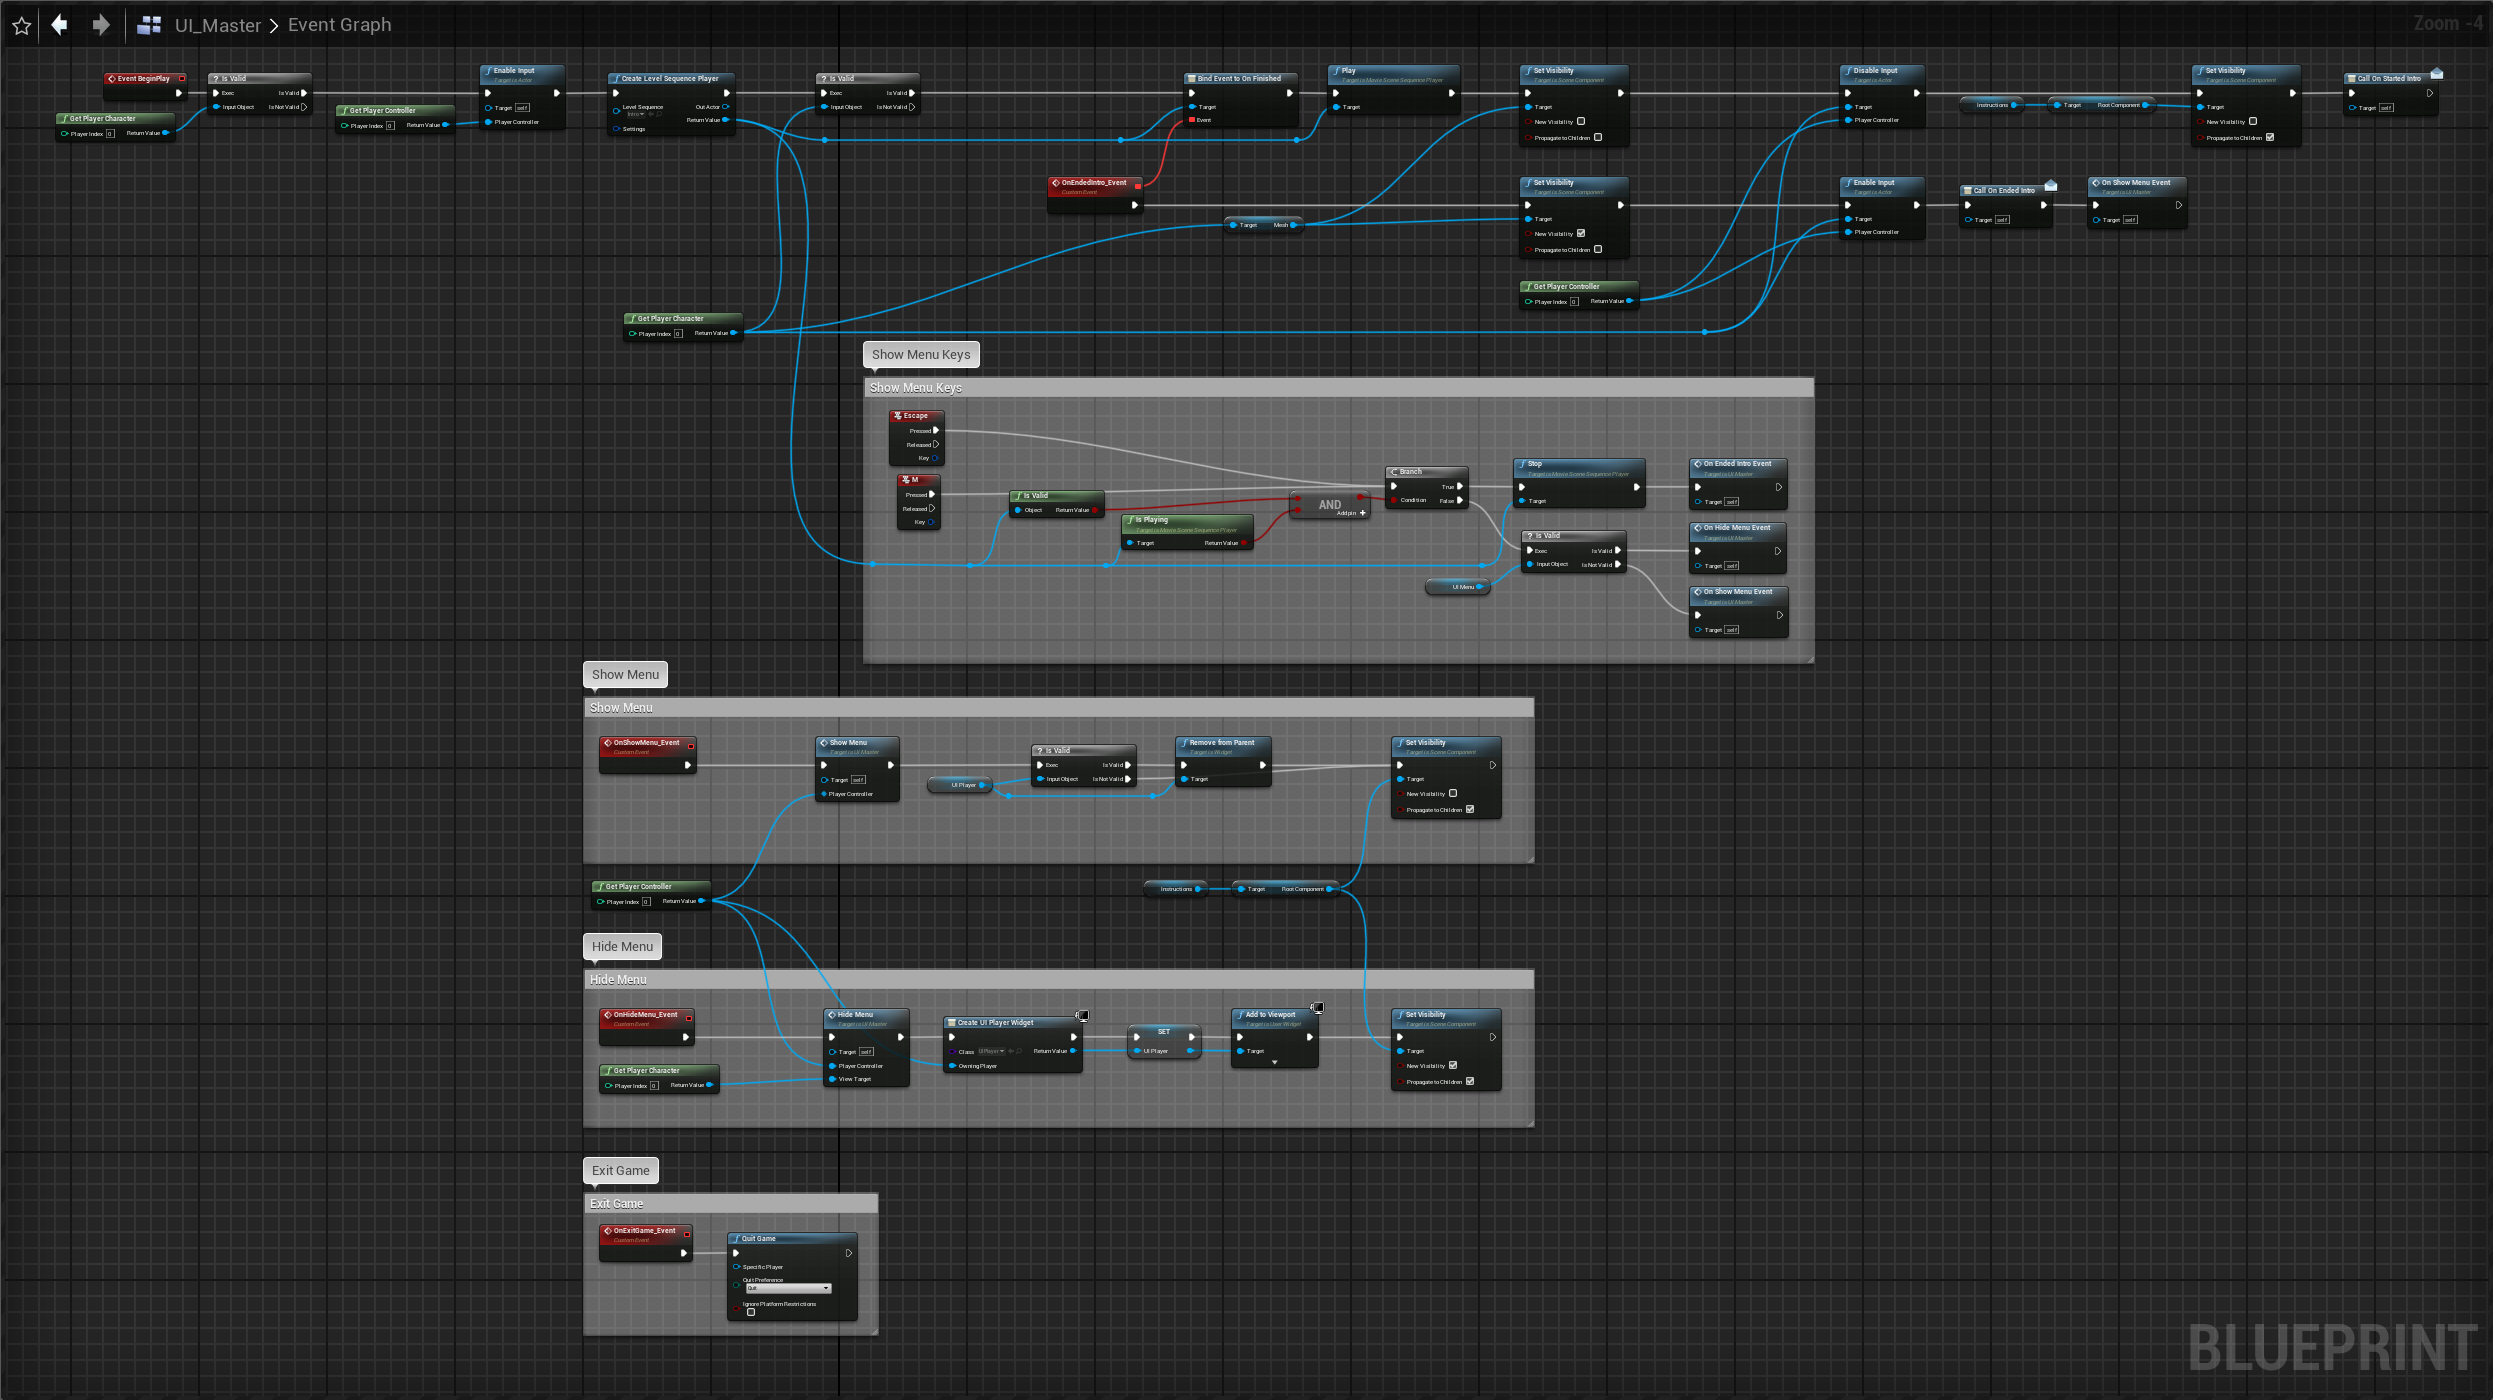 UI_Master > Event Graph
Zoom -4
Event BeginPlay
Get Player Character
Player Index 0 Return Value
? Is Valid
Exec Is Valid
Input Object Is Not Valid
Get Player Controller
Player Index 0 Return Value
Enable Input
Target is Actor
Target self
Player Controller
Create Level Sequence Player
Level Sequence Out Actor
Intro
Return Value
Settings
? Is Valid
Exec Is Valid
Input Object Is Not Valid
Bind Event to On Finished
Target
Event
Play
Target is Movie Scene Sequence Player
Target
Set Visibility
Target is Scene Component
Target
New Visibility
Propagate to Children
Disable Input
Target is Actor
Target
Player Controller
Instructions
Target Root Component
Set Visibility
Target is Scene Component
Target
New Visibility
Propagate to Children
Call On Started Intro
Target self
OnEndedIntro_Event
Custom Event
Target Mesh
Set Visibility
Target is Scene Component
Target
New Visibility
Propagate to Children
Enable Input
Target is Actor
Target
Player Controller
Call On Ended Intro
Target self
On Show Menu Event
Target is UI Master
Target self
Get Player Controller
Player Index 0 Return Value
Get Player Character
Player Index 0 Return Value
Show Menu Keys
Show Menu Keys
Escape
Pressed
Released
Key
M
Pressed
Released
Key
Is Valid
Object Return Value
Is Playing
Target is Movie Scene Sequence Player
Target Return Value
AND
Add pin +
Branch
True
Condition False
Stop
Target is Movie Scene Sequence Player
Target
On Ended Intro Event
Target is UI Master
Target self
? Is Valid
Exec Is Valid
Input Object Is Not Valid
UI Menu
On Hide Menu Event
Target is UI Master
Target self
On Show Menu Event
Target is UI Master
Target self
Show Menu
Show Menu
OnShowMenu_Event
Custom Event
Show Menu
Target is UI Master
Target self
Player Controller
UI Player
? Is Valid
Exec Is Valid
Input Object Is Not Valid
Remove from Parent
Target is Widget
Target
Set Visibility
Target is Scene Component
Target
New Visibility
Propagate to Children
Get Player Controller
Player Index 0 Return Value
Instructions
Target Root Component
Hide Menu
Hide Menu
OnHideMenu_Event
Custom Event
Get Player Character
Player Index 0 Return Value
Hide Menu
Target is UI Master
Target self
Player Controller
View Target
Create UI Player Widget
Class UI Player Return Value
Owning Player
SET
UI Player
Add to Viewport
Target is User Widget
Target
Set Visibility
Target is Scene Component
Target
New Visibility
Propagate to Children
Exit Game
Exit Game
OnExitGame_Event
Custom Event
Quit Game
Specific Player
Quit Preference
Quit
Ignore Platform Restrictions
BLUEPRINT